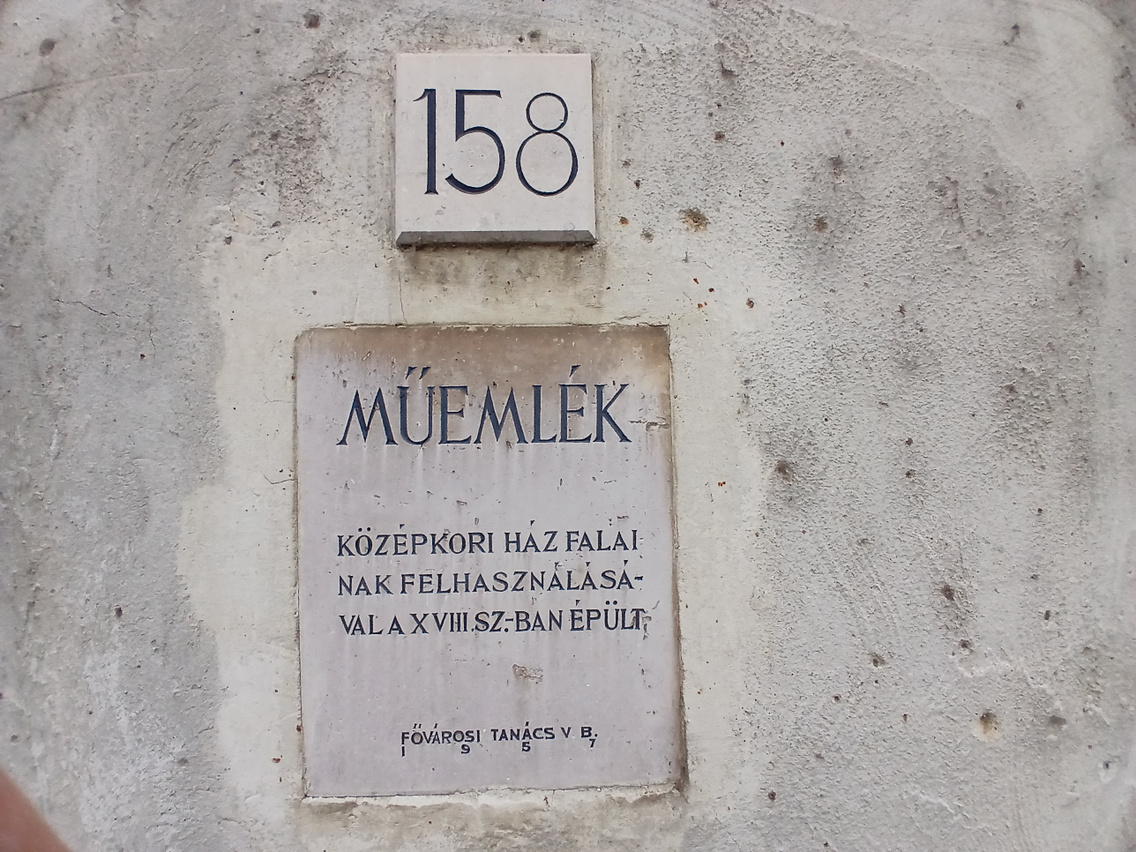 158
MŰEMLÉK
KÖZÉPKORI HÁZ FALAI
NAK FELHASZNÁLÁSÁ-
VAL A XVIII.SZ.-BAN ÉPÜLT
FŐVÁROSI TANÁCS V B.
1 9 5 7